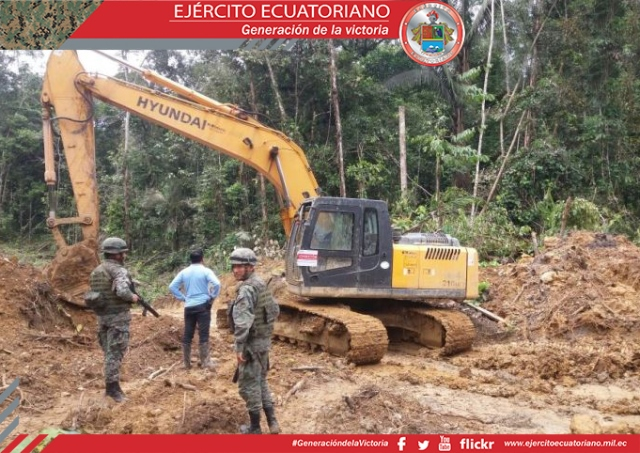 EJÉRCITO ECUATORIANO
Generación de la victoria
HYUNDAI
#GeneracióndelaVictoria
flickr
www.ejercitoecuatoriano.mil.ec